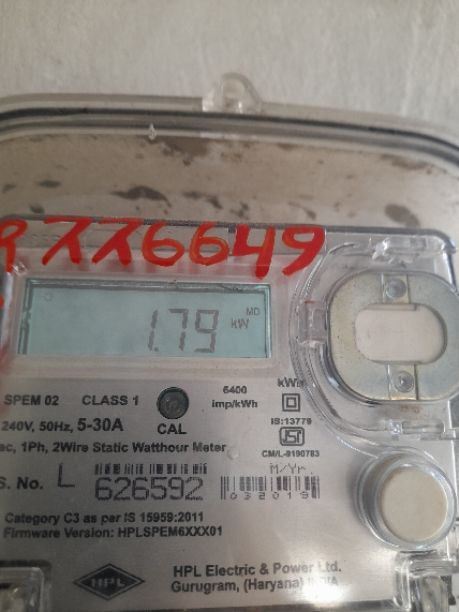 776649
1.79 kW MD
SPEM 02 CLASS 1 6400 imp/kWh kWh
240V, 50Hz, 5-30A CAL IS:13779
ac, 1Ph, 2Wire Static Watthour Meter CM/L-9190783
M/Yr.
S. No. L 626592 032019
Category C3 as per IS 15959:2011
Firmware Version: HPLSPEM6XXX01
HPL HPL Electric & Power Ltd.
Gurugram, (Haryana) INDIA